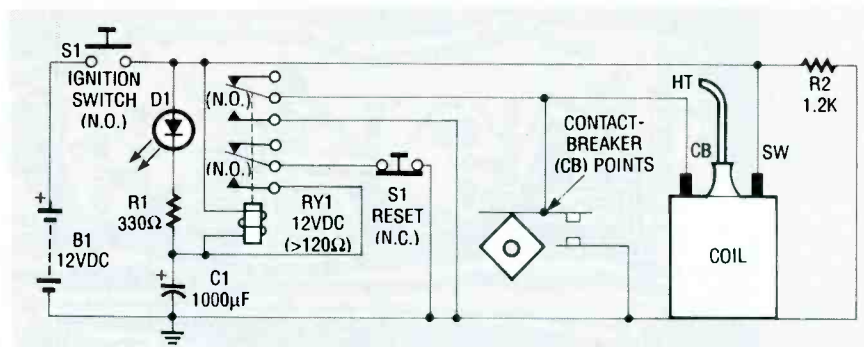 S1
IGNITION
SWITCH
(N.O.)
D1
R1
330Ω
+
B1
12VDC
+
C1
1000µF
(N.O.)
(N.O.)
RY1
12VDC
(>120Ω)
S1
RESET
(N.C.)
CONTACT-
BREAKER
(CB) POINTS
HT
CB
SW
COIL
R2
1.2K